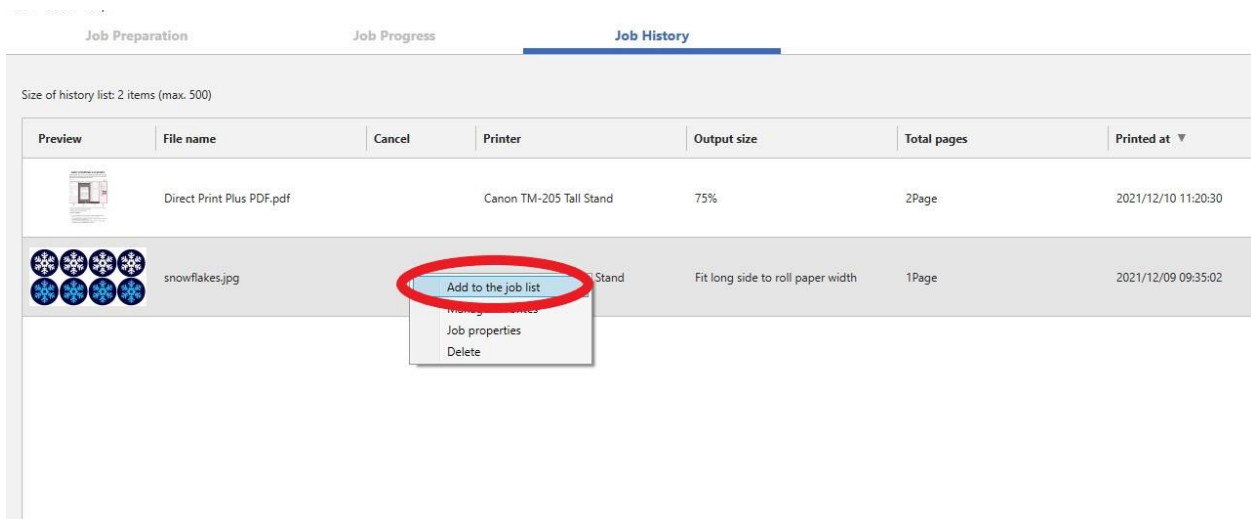 Job Preparation Job Progress Job History
Size of history list: 2 items (max. 500)
Preview File name Cancel Printer Output size Total pages Printed at ▼
Direct Print Plus PDF.pdf Canon TM-205 Tall Stand 75% 2Page 2021/12/10 11:20:30
snowflakes.jpg Stand Fit long side to roll paper width 1Page 2021/12/09 09:35:02
Add to the job list
Job properties
Delete